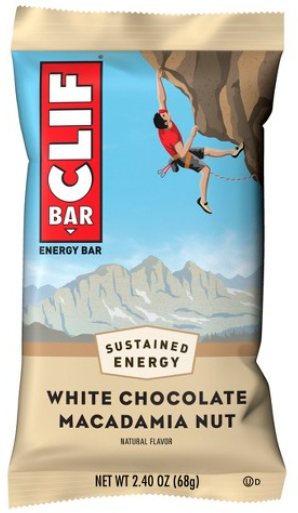 CLIF
BAR
®
ENERGY BAR
SUSTAINED
ENERGY
WHITE CHOCOLATE
MACADAMIA NUT
NATURAL FLAVOR
NET WT 2.40 OZ (68g)
Ⓤ D